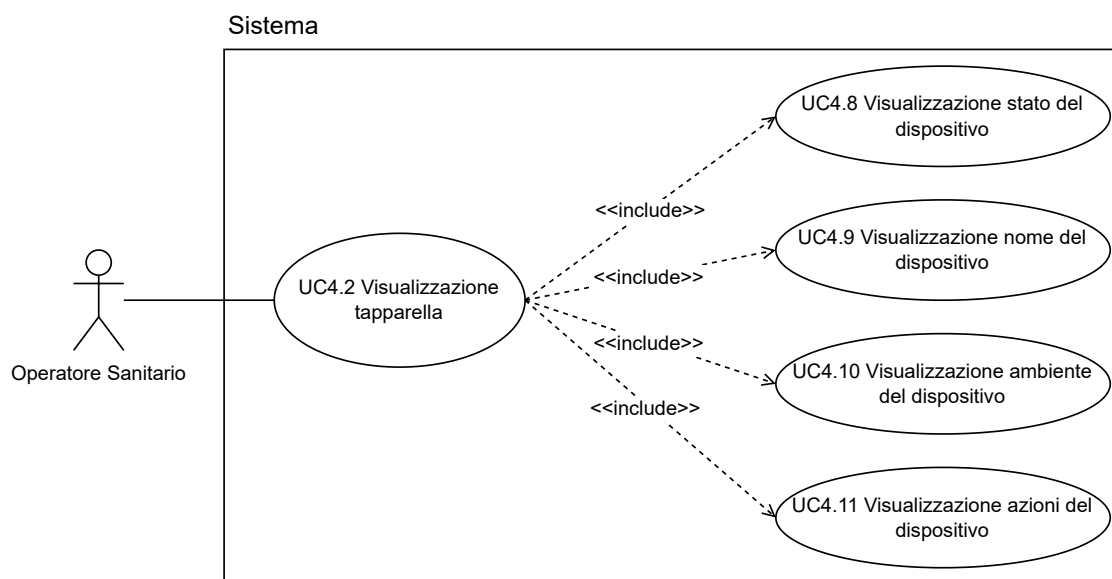 Sistema
UC4.8 Visualizzazione stato del
dispositivo
<<include>>
UC4.9 Visualizzazione nome del
dispositivo
<<include>>
UC4.2 Visualizzazione
tapparella
<<include>>
UC4.10 Visualizzazione ambiente
del dispositivo
Operatore Sanitario
<<include>>
UC4.11 Visualizzazione azioni del
dispositivo